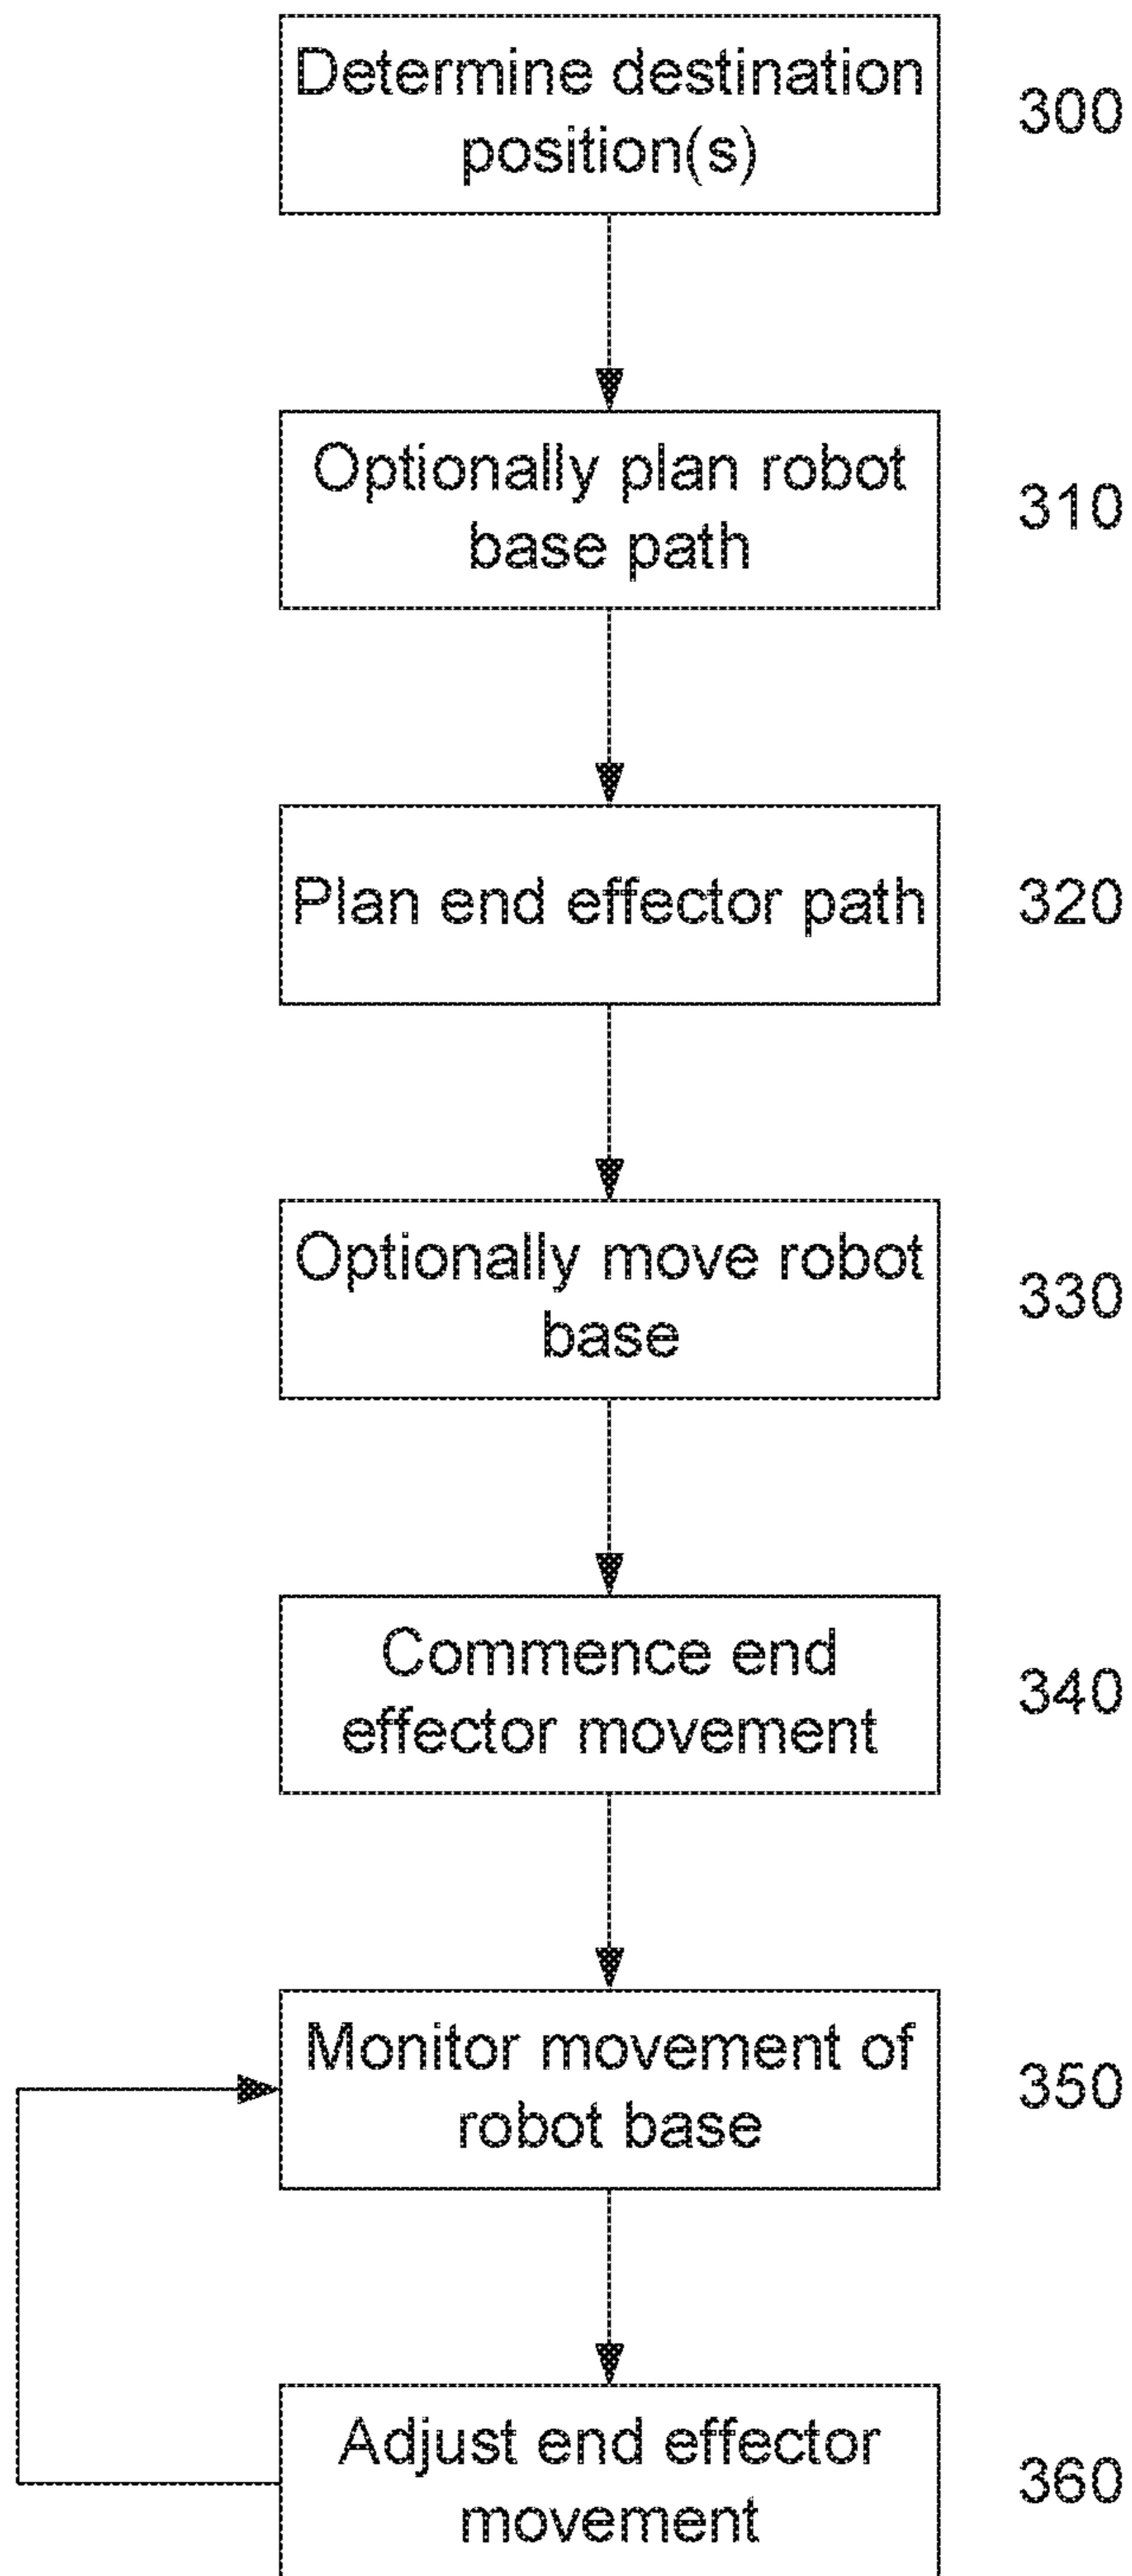 Determine destination
position(s)
300
Optionally plan robot
base path
310
Plan end effector path
320
Optionally move robot
base
330
Commence end
effector movement
340
Monitor movement of
robot base
350
Adjust end effector
movement
360